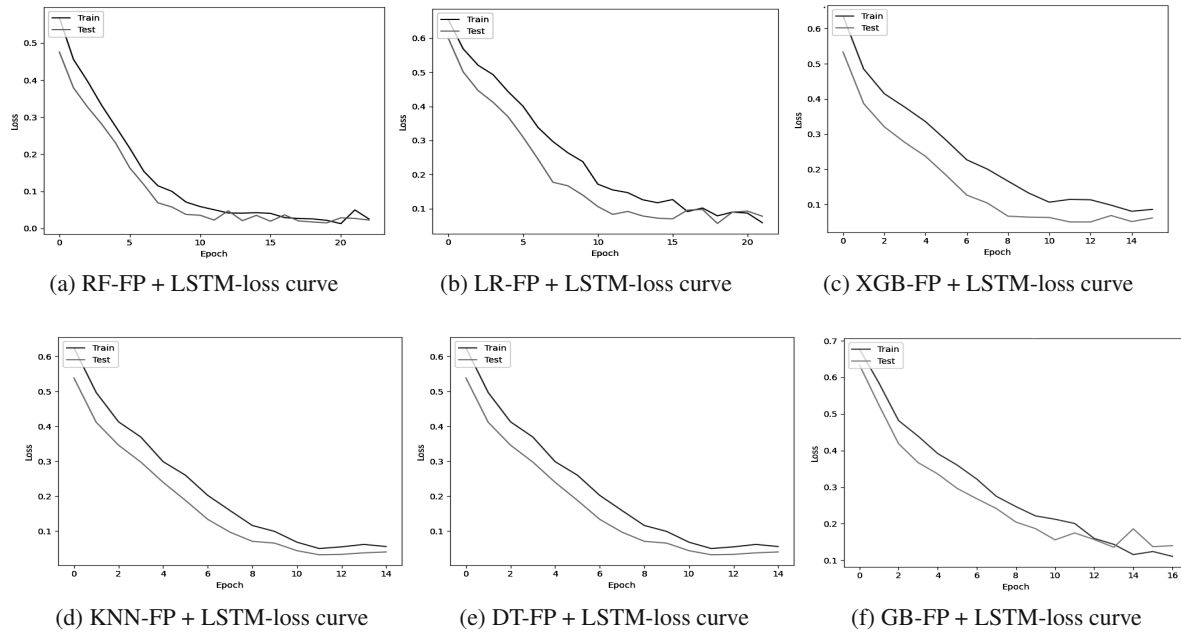 Train
Test
0.5
0.4
0.3
0.2
0.1
0.0
Loss
0 5 10 15 20
Epoch
(a) RF-FP + LSTM-loss curve
Train
Test
0.6
0.5
0.4
0.3
0.2
0.1
Loss
0 5 10 15 20
Epoch
(b) LR-FP + LSTM-loss curve
Train
Test
0.6
0.5
0.4
0.3
0.2
0.1
Loss
0 2 4 6 8 10 12 14
Epoch
(c) XGB-FP + LSTM-loss curve
Train
Test
0.6
0.5
0.4
0.3
0.2
0.1
Loss
0 2 4 6 8 10 12 14
Epoch
(d) KNN-FP + LSTM-loss curve
Train
Test
0.6
0.5
0.4
0.3
0.2
0.1
Loss
0 2 4 6 8 10 12 14
Epoch
(e) DT-FP + LSTM-loss curve
Train
Test
0.7
0.6
0.5
0.4
0.3
0.2
0.1
Loss
0 2 4 6 8 10 12 14 16
Epoch
(f) GB-FP + LSTM-loss curve